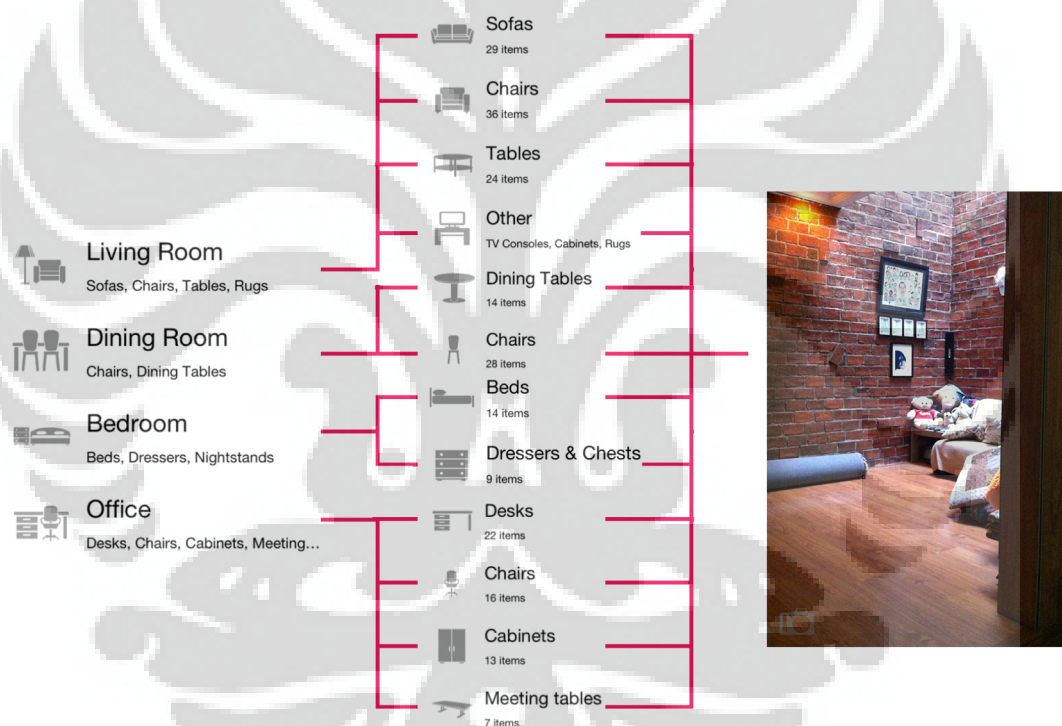 Living Room
Sofas, Chairs, Tables, Rugs
Dining Room
Chairs, Dining Tables
Bedroom
Beds, Dressers, Nightstands
Office
Desks, Chairs, Cabinets, Meeting…
Sofas
29 items
Chairs
36 items
Tables
24 items
Other
TV Consoles, Cabinets, Rugs
Dining Tables
14 items
Chairs
28 items
Beds
14 items
Dressers & Chests
9 items
Desks
22 items
Chairs
16 items
Cabinets
13 items
Meeting tables
7 items